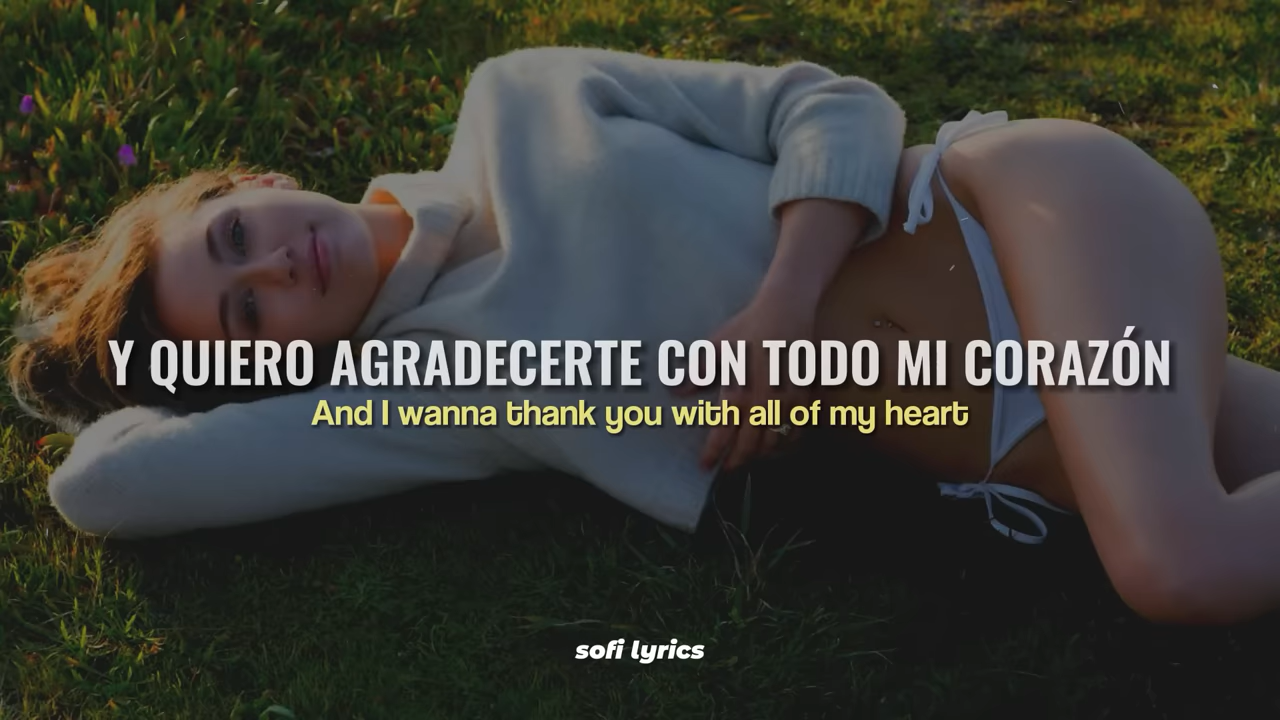 Y QUIERO AGRADECERTE CON TODO MI CORAZÓN
And I wanna thank you with all of my heart
sofi lyrics